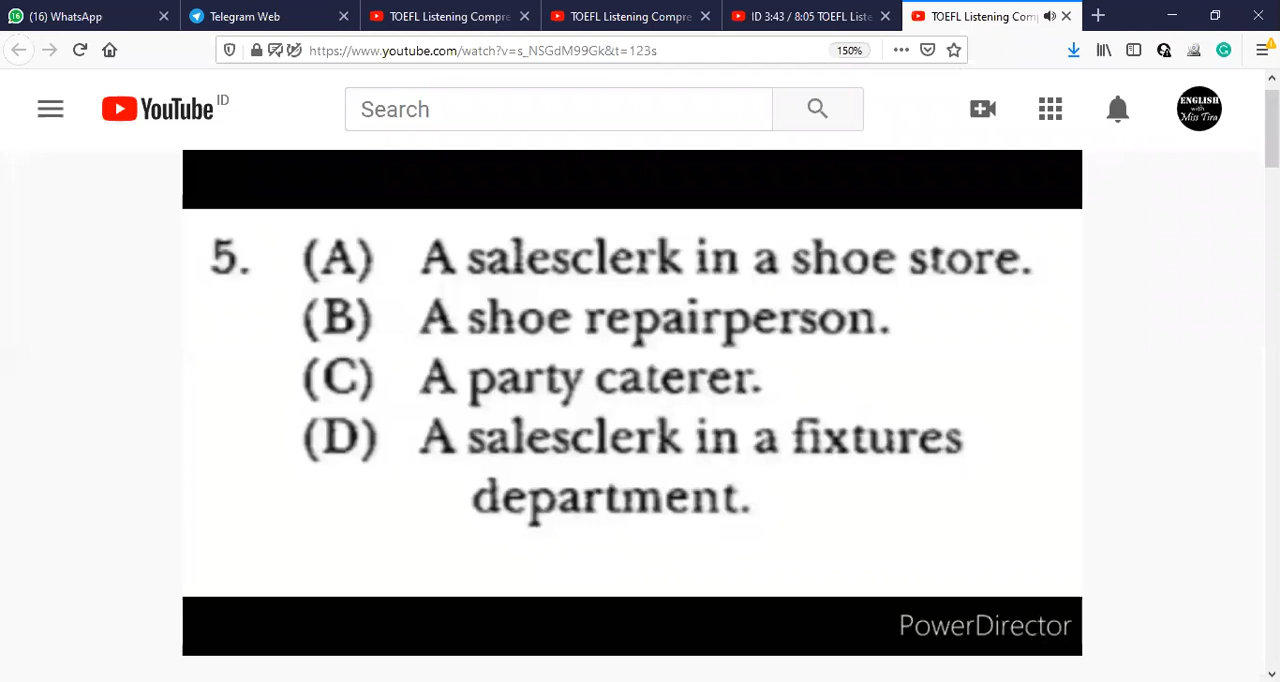 (16) WhatsApp
Telegram Web
TOEFL Listening Compre
TOEFL Listening Compre
ID 3:43 / 8:05 TOEFL Liste
TOEFL Listening Com
https://www.youtube.com/watch?v=s_NSGdM99Gk&t=123s
150%
YouTube ID
Search
ENGLISH
with
Miss Tira
5. (A) A salesclerk in a shoe store.
(B) A shoe repairperson.
(C) A party caterer.
(D) A salesclerk in a fixtures
department.
PowerDirector